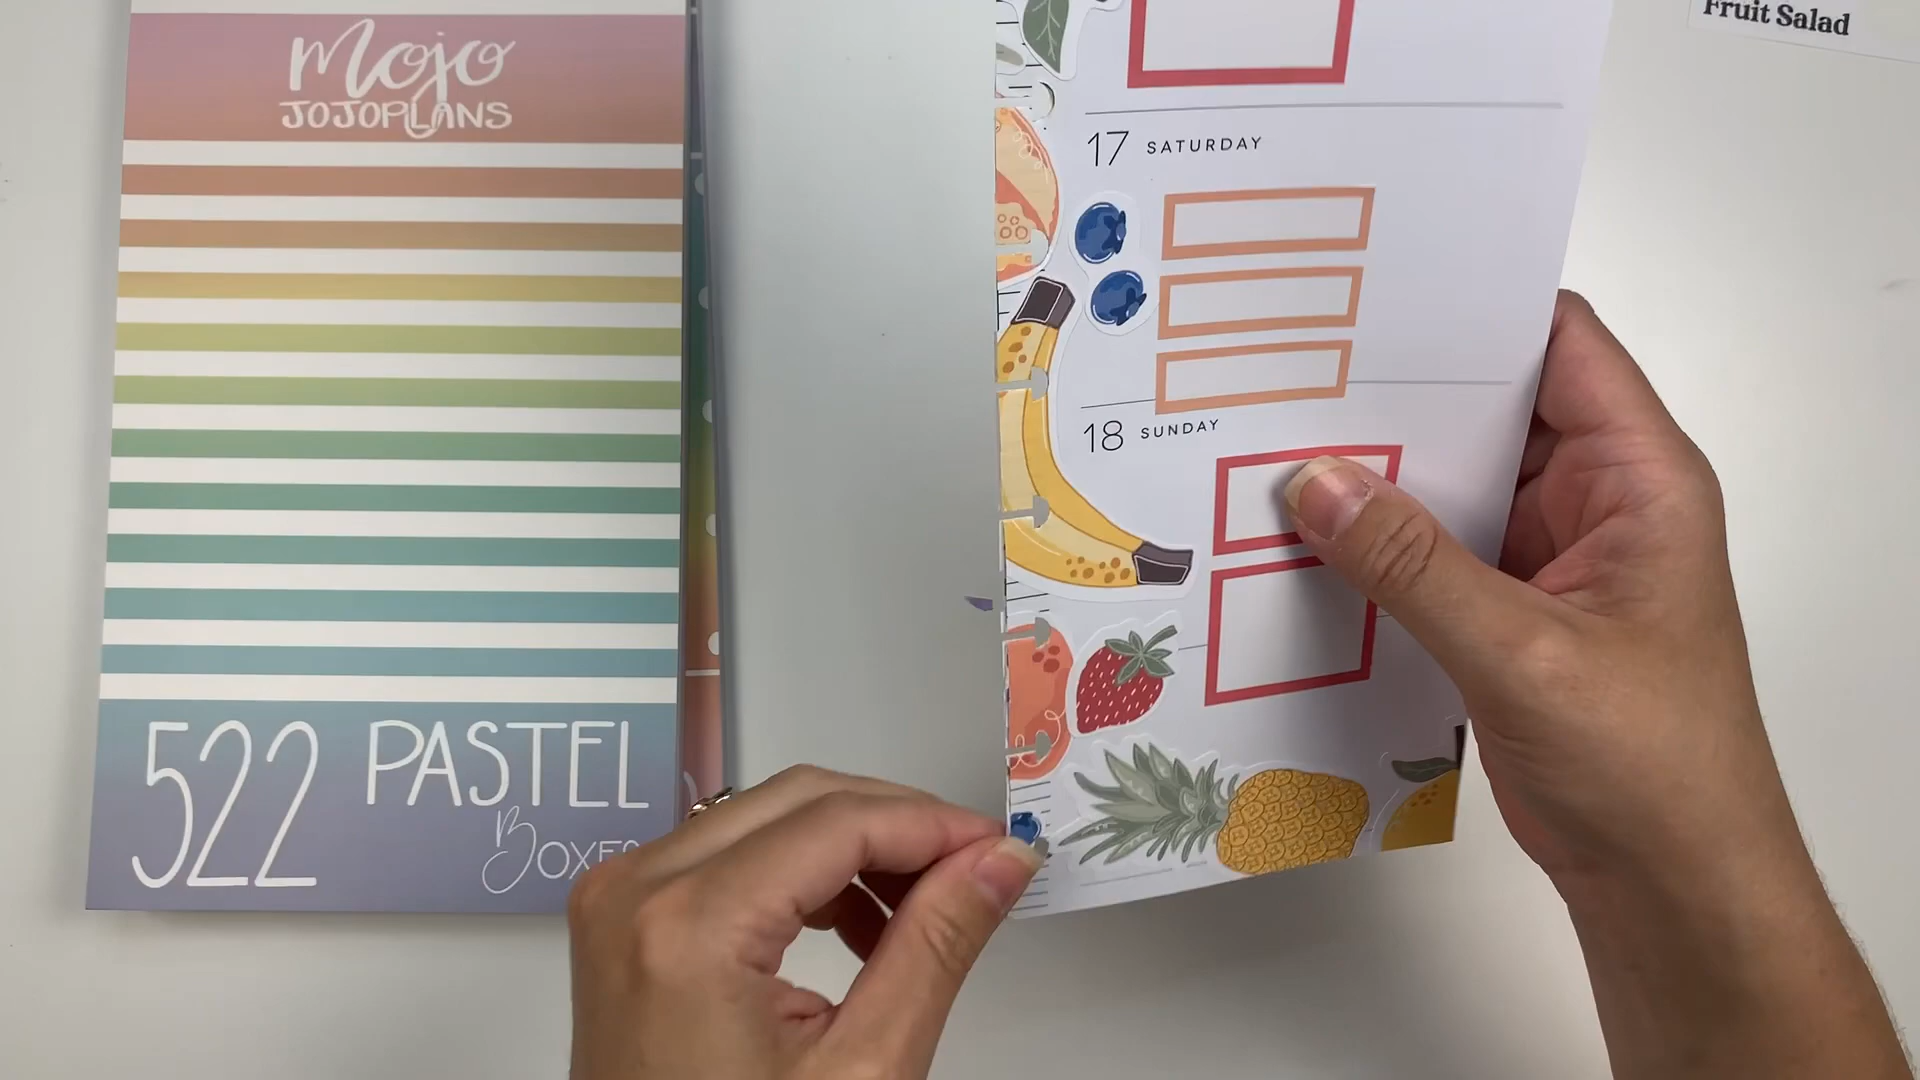 Mojo
JOJOPLANS
522 PASTEL
BOXES
Fruit Salad
17 SATURDAY
18 SUNDAY